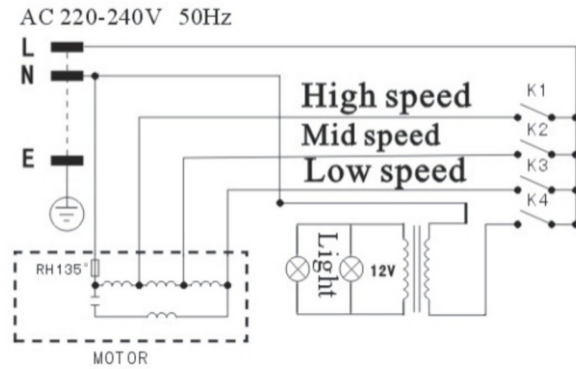 AC 220-240V 50Hz
L
N
E
High speed
Mid speed
Low speed
K1
K2
K3
K4
RH135°
Light
12V
MOTOR